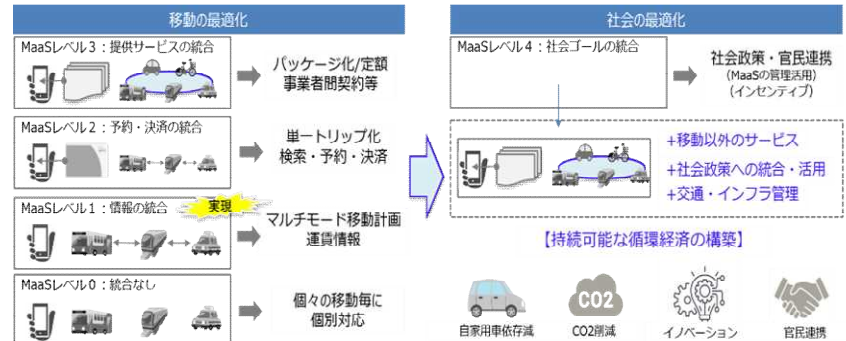 移動の最適化
MaaSレベル３：提供サービスの統合
パッケージ化/定額
事業者間契約等
MaaSレベル２：予約・決済の統合
単一トリップ化
検索・予約・決済
MaaSレベル１：情報の統合
実現
マルチモード移動計画
運賃情報
MaaSレベル０：統合なし
個々の移動毎に
個別対応
社会の最適化
MaaSレベル４：社会ゴールの統合
社会政策・官民連携
(MaaSの管理活用)
(インセンティブ)
+移動以外のサービス
+社会政策への統合・活用
+交通・インフラ管理
【持続可能な循環経済の構築】
CO2
自家用車依存減
CO2削減
イノベーション
官民連携